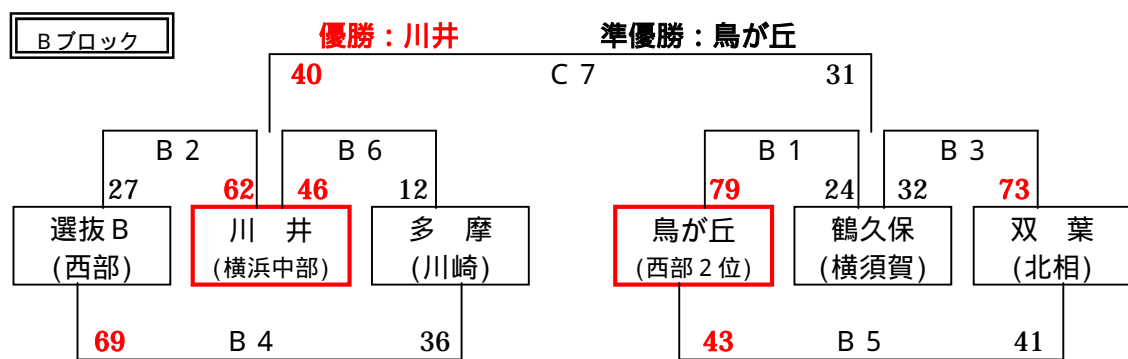 Bブロック
優勝：川井 準優勝：鳥が丘
40 C7 31
B2 B6 B1 B3
27 62 46 12 79 24 32 73
選抜B 川 井 多 摩 鳥が丘 鶴久保 双 葉
(西部) (横浜中部) (川崎) (西部2位) (横須賀) (北相)
69 B4 36 43 B5 41